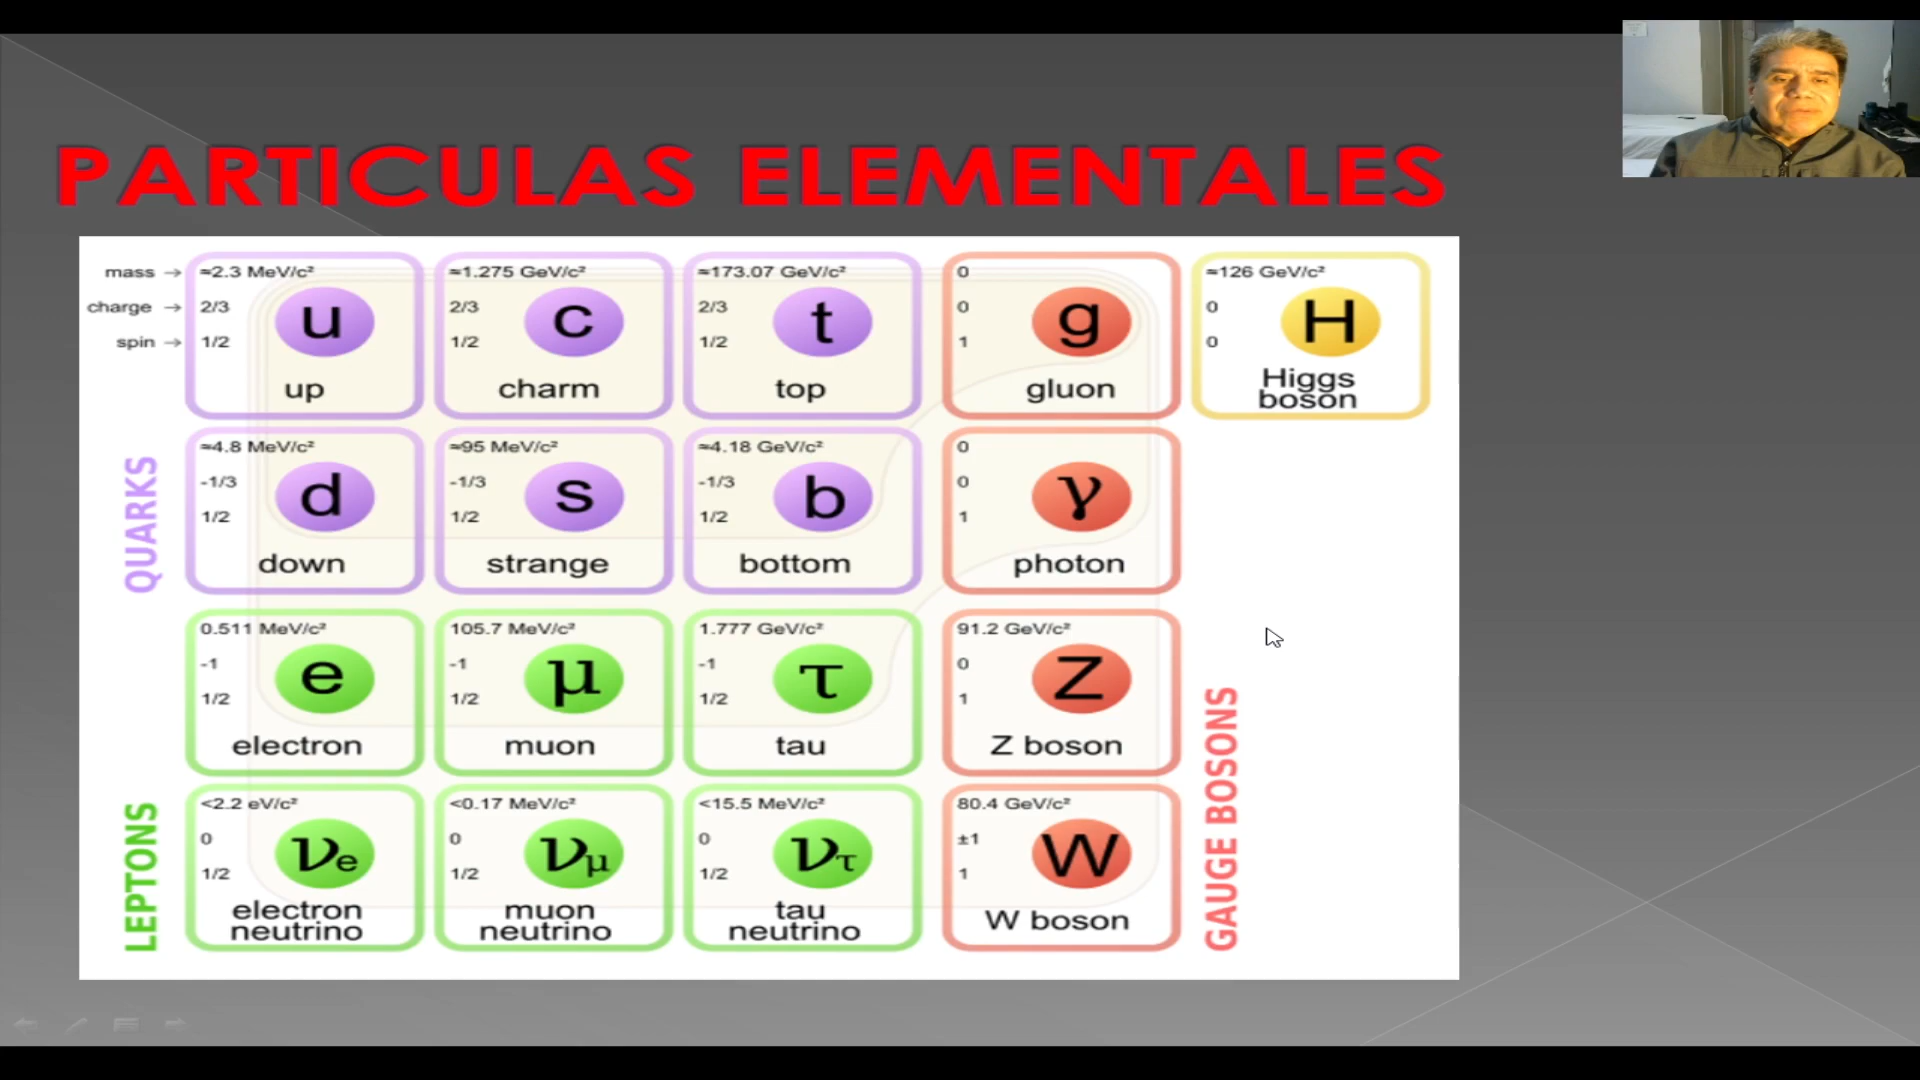 PARTICULAS ELEMENTALES
mass → ≈2.3 MeV/c² ≈1.275 GeV/c² ≈173.07 GeV/c² 0 ≈126 GeV/c²
charge → 2/3 2/3 2/3 0 0
spin → 1/2 1/2 1/2 1 0
u c t g H
up charm top gluon Higgs boson
QUARKS
≈4.8 MeV/c² ≈95 MeV/c² ≈4.18 GeV/c² 0
-1/3 -1/3 -1/3 0
1/2 1/2 1/2 1
d s b γ
down strange bottom photon
0.511 MeV/c² 105.7 MeV/c² 1.777 GeV/c² 91.2 GeV/c²
-1 -1 -1 0
1/2 1/2 1/2 1
e μ τ Z
electron muon tau Z boson
LEPTONS
<2.2 eV/c² <0.17 MeV/c² <15.5 MeV/c² 80.4 GeV/c²
0 0 0 ±1
1/2 1/2 1/2 1
νe νμ ντ W
electron neutrino muon neutrino tau neutrino W boson
GAUGE BOSONS